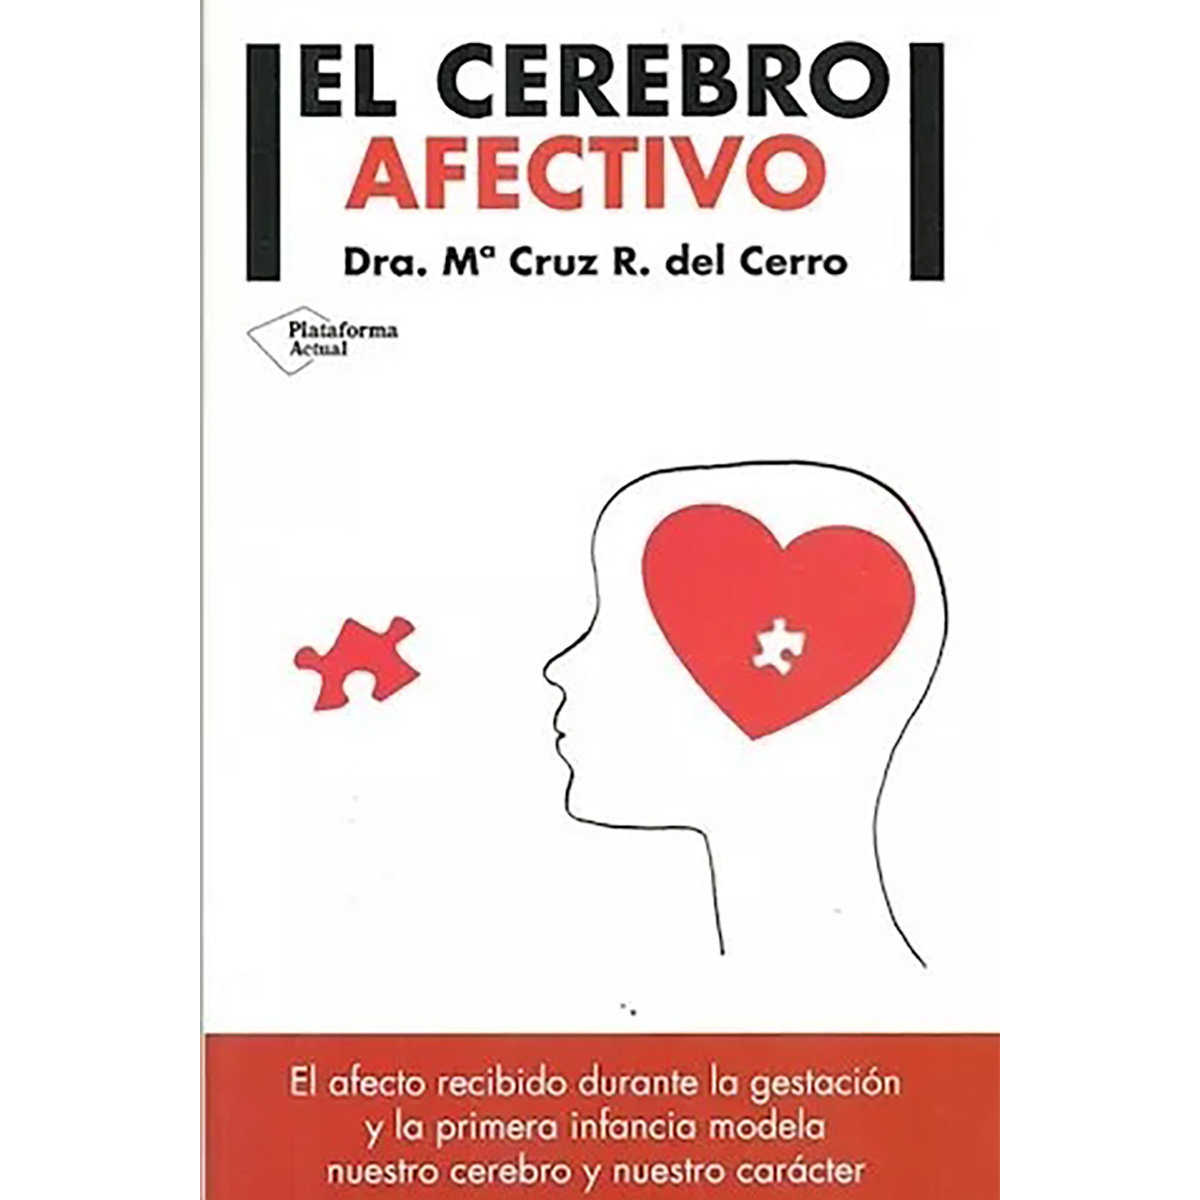 EL CEREBRO
AFECTIVO
Dra. Mª Cruz R. del Cerro
Plataforma
Actual
El afecto recibido durante la gestación
y la primera infancia modela
nuestro cerebro y nuestro carácter